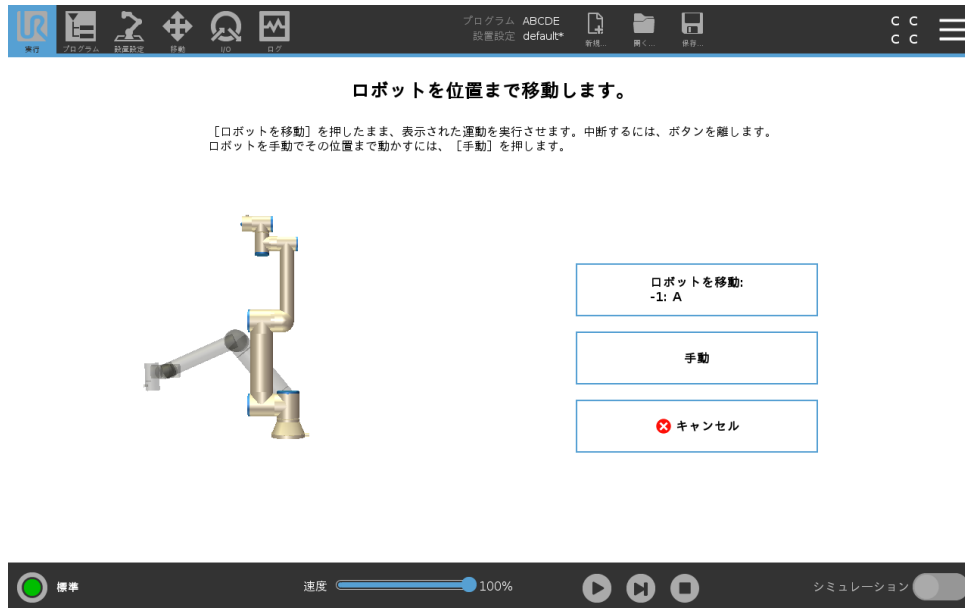 UR
実行
プログラム
設置設定
移動
I/O
ログ
プログラム ABCDE
設置設定 default*
新規...
開く...
保存...
C C
C C
ロボットを位置まで移動します。
［ロボットを移動］を押したまま、表示された運動を実行させます。中断するには、ボタンを離します。
ロボットを手動でその位置まで動かすには、［手動］を押します。
ロボットを移動:
-1: A
手動
キャンセル
標準
速度 100%
シミュレーション